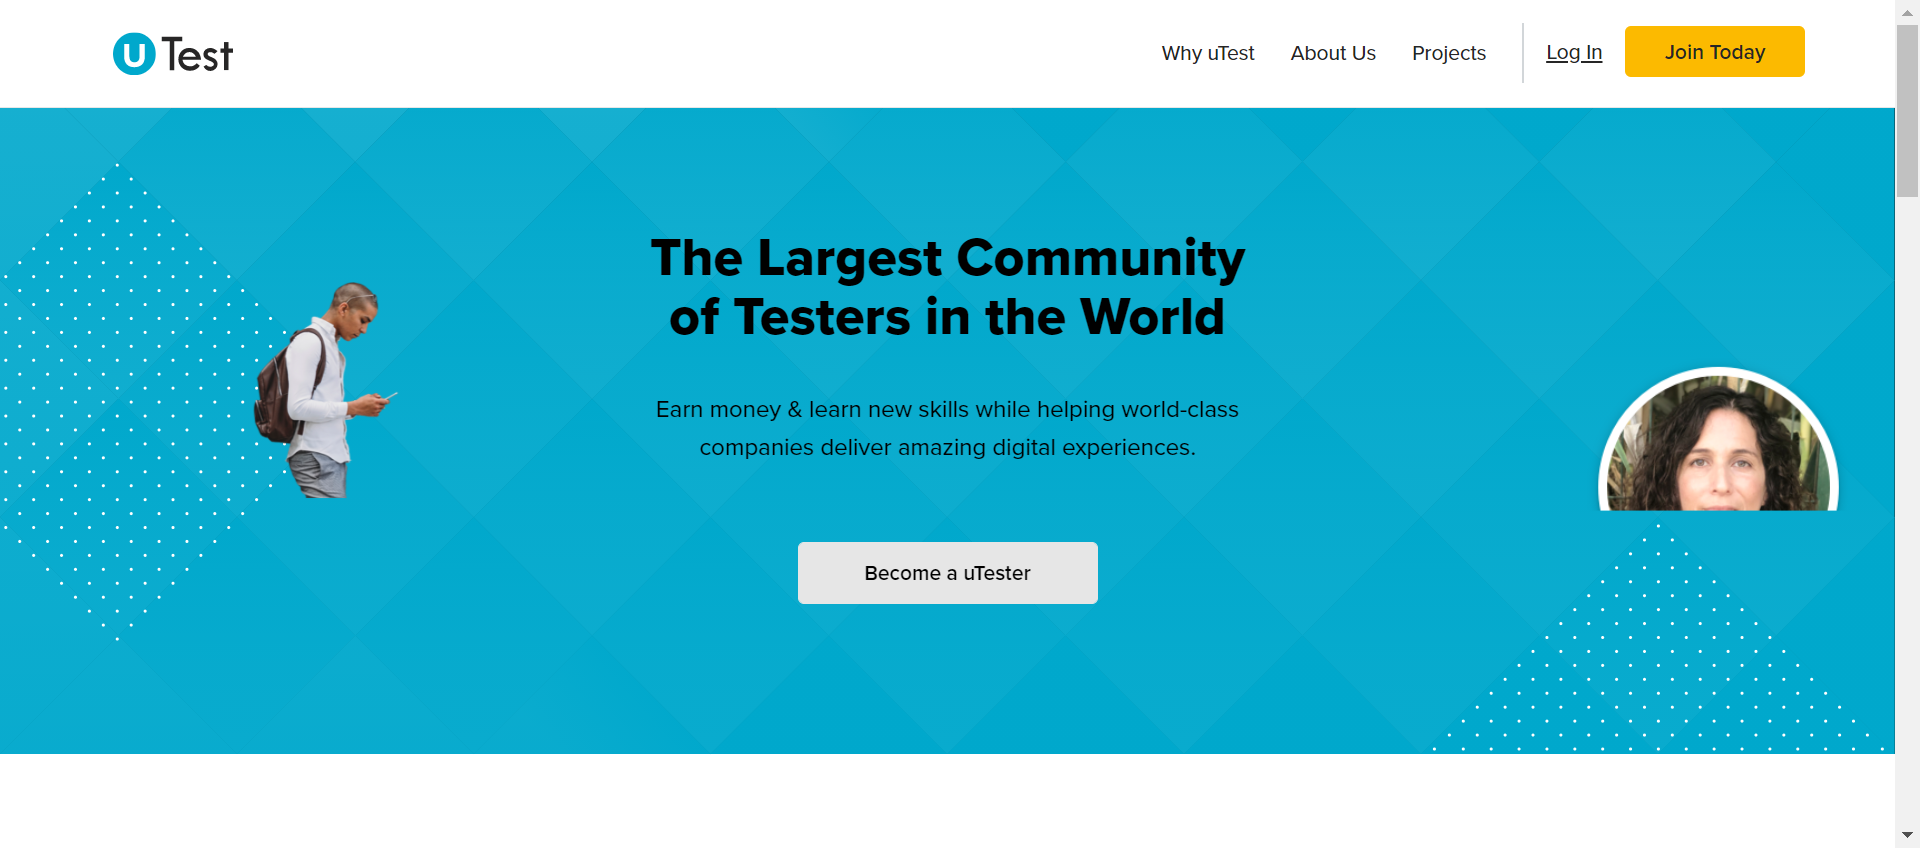 uTest
Why uTest
About Us
Projects
Log In
Join Today
The Largest Community
of Testers in the World
Earn money & learn new skills while helping world-class
companies deliver amazing digital experiences.
Become a uTester